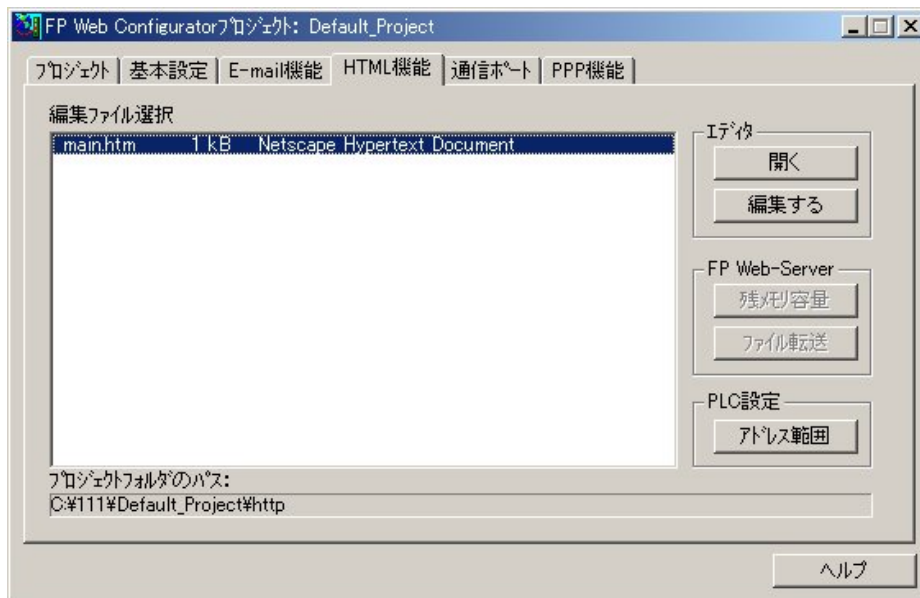 FP Web Configuratorプロジェクト: Default_Project
プロジェクト 基本設定 E-mail機能 HTML機能 通信ポート PPP機能
編集ファイル選択
main.htm 1 kB Netscape Hypertext Document
エディタ
開く
編集する
FP Web-Server
残メモリ容量
ファイル転送
PLC設定
アドレス範囲
プロジェクトフォルダのパス:
C:¥111¥Default_Project¥http
ヘルプ